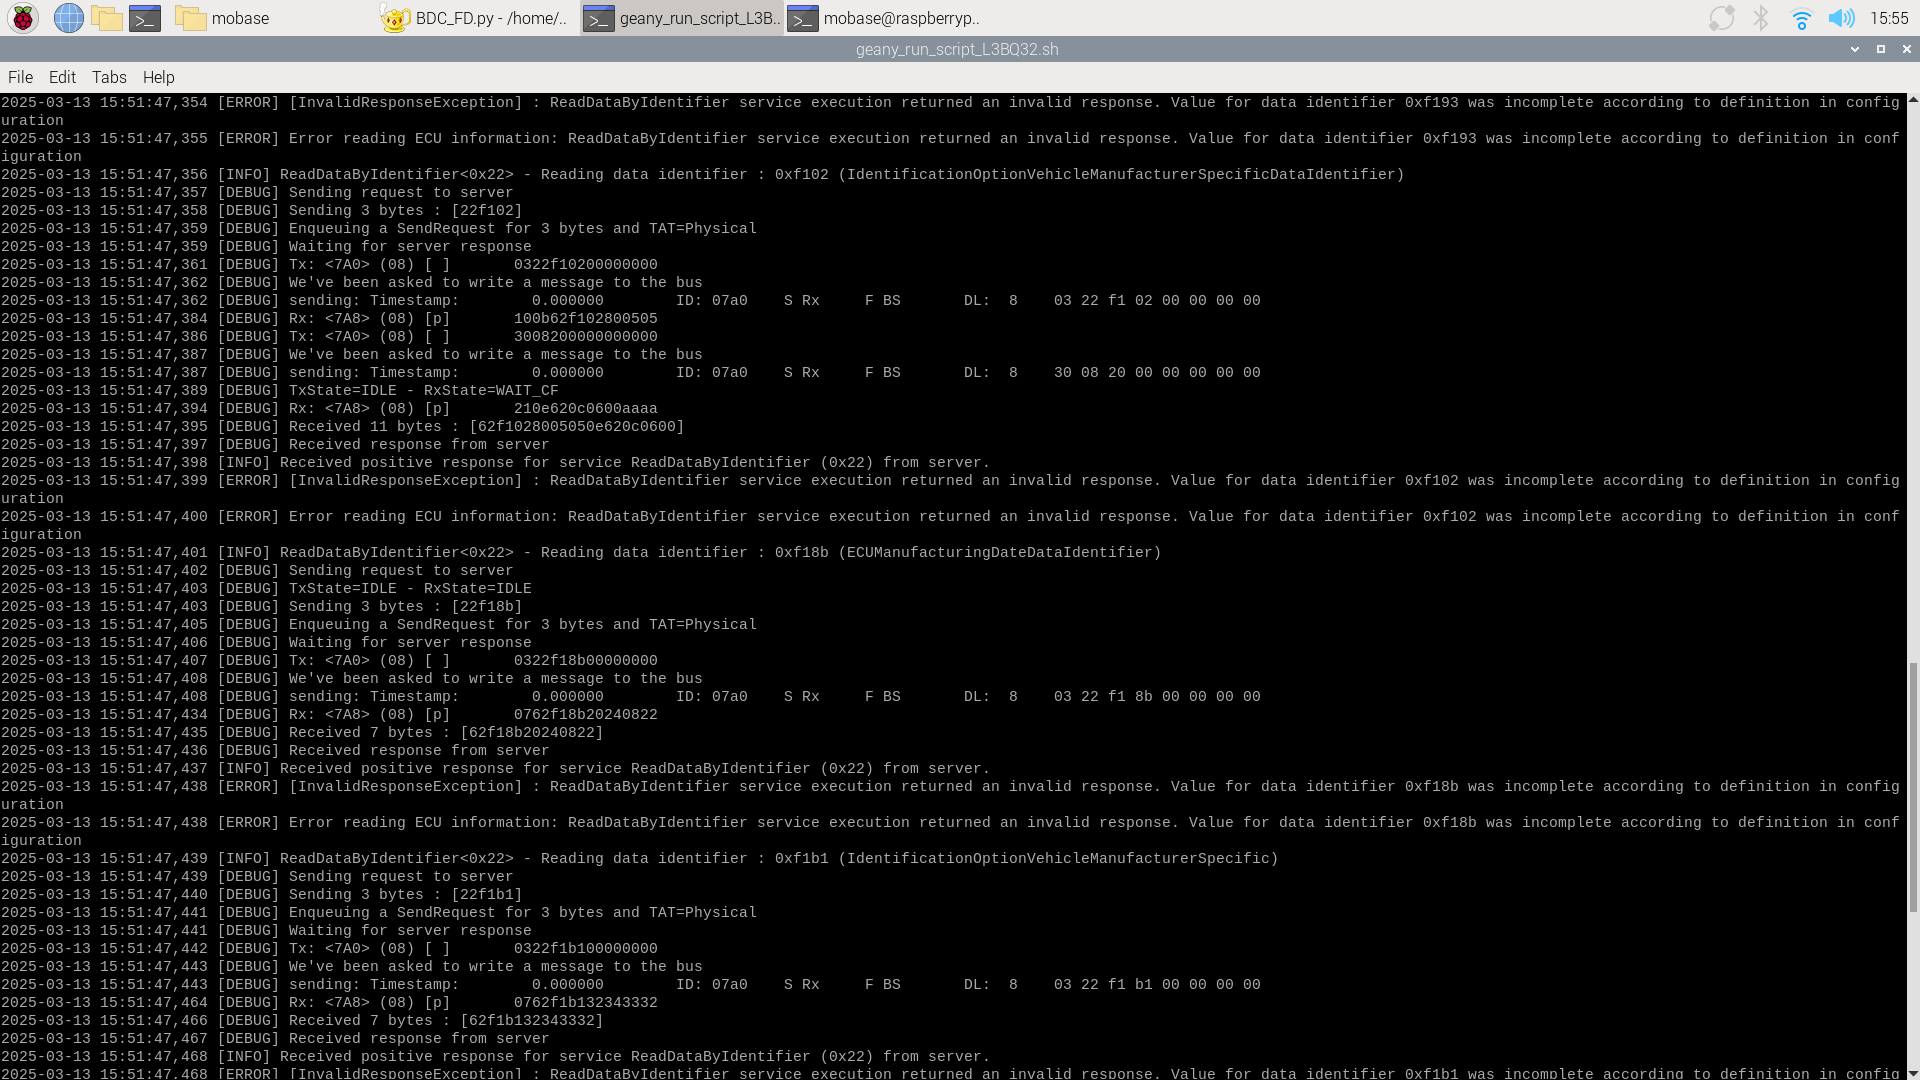 mobase
BDC_FD.py - /home/..
geany_run_script_L3B..
mobase@raspberryp..
15:55
geany_run_script_L3BQ32.sh
File Edit Tabs Help
2025-03-13 15:51:47,354 [ERROR] [InvalidResponseException] : ReadDataByIdentifier service execution returned an invalid response. Value for data identifier 0xf193 was incomplete according to definition in config
uration
2025-03-13 15:51:47,355 [ERROR] Error reading ECU information: ReadDataByIdentifier service execution returned an invalid response. Value for data identifier 0xf193 was incomplete according to definition in conf
iguration
2025-03-13 15:51:47,356 [INFO] ReadDataByIdentifier<0x22> - Reading data identifier : 0xf102 (IdentificationOptionVehicleManufacturerSpecificDataIdentifier)
2025-03-13 15:51:47,357 [DEBUG] Sending request to server
2025-03-13 15:51:47,358 [DEBUG] Sending 3 bytes : [22f102]
2025-03-13 15:51:47,359 [DEBUG] Enqueuing a SendRequest for 3 bytes and TAT=Physical
2025-03-13 15:51:47,359 [DEBUG] Waiting for server response
2025-03-13 15:51:47,361 [DEBUG] Tx: <7A0> (08) [ ]       0322f10200000000
2025-03-13 15:51:47,362 [DEBUG] We've been asked to write a message to the bus
2025-03-13 15:51:47,362 [DEBUG] sending: Timestamp:        0.000000        ID: 07a0    S Rx     F BS       DL:  8    03 22 f1 02 00 00 00 00
2025-03-13 15:51:47,384 [DEBUG] Rx: <7A8> (08) [p]       100b62f102800505
2025-03-13 15:51:47,386 [DEBUG] Tx: <7A0> (08) [ ]       3008200000000000
2025-03-13 15:51:47,387 [DEBUG] We've been asked to write a message to the bus
2025-03-13 15:51:47,387 [DEBUG] sending: Timestamp:        0.000000        ID: 07a0    S Rx     F BS       DL:  8    30 08 20 00 00 00 00 00
2025-03-13 15:51:47,389 [DEBUG] TxState=IDLE - RxState=WAIT_CF
2025-03-13 15:51:47,394 [DEBUG] Rx: <7A8> (08) [p]       210e620c0600aaaa
2025-03-13 15:51:47,395 [DEBUG] Received 11 bytes : [62f1028005050e620c0600]
2025-03-13 15:51:47,397 [DEBUG] Received response from server
2025-03-13 15:51:47,398 [INFO] Received positive response for service ReadDataByIdentifier (0x22) from server.
2025-03-13 15:51:47,399 [ERROR] [InvalidResponseException] : ReadDataByIdentifier service execution returned an invalid response. Value for data identifier 0xf102 was incomplete according to definition in config
uration
2025-03-13 15:51:47,400 [ERROR] Error reading ECU information: ReadDataByIdentifier service execution returned an invalid response. Value for data identifier 0xf102 was incomplete according to definition in conf
iguration
2025-03-13 15:51:47,401 [INFO] ReadDataByIdentifier<0x22> - Reading data identifier : 0xf18b (ECUManufacturingDateDataIdentifier)
2025-03-13 15:51:47,402 [DEBUG] Sending request to server
2025-03-13 15:51:47,403 [DEBUG] TxState=IDLE - RxState=IDLE
2025-03-13 15:51:47,403 [DEBUG] Sending 3 bytes : [22f18b]
2025-03-13 15:51:47,405 [DEBUG] Enqueuing a SendRequest for 3 bytes and TAT=Physical
2025-03-13 15:51:47,406 [DEBUG] Waiting for server response
2025-03-13 15:51:47,407 [DEBUG] Tx: <7A0> (08) [ ]       0322f18b00000000
2025-03-13 15:51:47,408 [DEBUG] We've been asked to write a message to the bus
2025-03-13 15:51:47,408 [DEBUG] sending: Timestamp:        0.000000        ID: 07a0    S Rx     F BS       DL:  8    03 22 f1 8b 00 00 00 00
2025-03-13 15:51:47,434 [DEBUG] Rx: <7A8> (08) [p]       0762f18b20240822
2025-03-13 15:51:47,435 [DEBUG] Received 7 bytes : [62f18b20240822]
2025-03-13 15:51:47,436 [DEBUG] Received response from server
2025-03-13 15:51:47,437 [INFO] Received positive response for service ReadDataByIdentifier (0x22) from server.
2025-03-13 15:51:47,438 [ERROR] [InvalidResponseException] : ReadDataByIdentifier service execution returned an invalid response. Value for data identifier 0xf18b was incomplete according to definition in config
uration
2025-03-13 15:51:47,438 [ERROR] Error reading ECU information: ReadDataByIdentifier service execution returned an invalid response. Value for data identifier 0xf18b was incomplete according to definition in conf
iguration
2025-03-13 15:51:47,439 [INFO] ReadDataByIdentifier<0x22> - Reading data identifier : 0xf1b1 (IdentificationOptionVehicleManufacturerSpecific)
2025-03-13 15:51:47,439 [DEBUG] Sending request to server
2025-03-13 15:51:47,440 [DEBUG] Sending 3 bytes : [22f1b1]
2025-03-13 15:51:47,441 [DEBUG] Enqueuing a SendRequest for 3 bytes and TAT=Physical
2025-03-13 15:51:47,441 [DEBUG] Waiting for server response
2025-03-13 15:51:47,442 [DEBUG] Tx: <7A0> (08) [ ]       0322f1b100000000
2025-03-13 15:51:47,443 [DEBUG] We've been asked to write a message to the bus
2025-03-13 15:51:47,443 [DEBUG] sending: Timestamp:        0.000000        ID: 07a0    S Rx     F BS       DL:  8    03 22 f1 b1 00 00 00 00
2025-03-13 15:51:47,464 [DEBUG] Rx: <7A8> (08) [p]       0762f1b132343332
2025-03-13 15:51:47,466 [DEBUG] Received 7 bytes : [62f1b132343332]
2025-03-13 15:51:47,467 [DEBUG] Received response from server
2025-03-13 15:51:47,468 [INFO] Received positive response for service ReadDataByIdentifier (0x22) from server.
2025-03-13 15:51:47,468 [ERROR] [InvalidResponseException] : ReadDataByIdentifier service execution returned an invalid response. Value for data identifier 0xf1b1 was incomplete according to definition in config